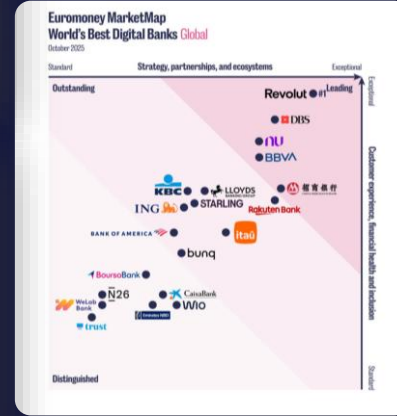 Euromoney MarketMap
World's Best Digital Banks Global
October 2025
Standard
Strategy, partnerships, and ecosystems
Exceptional
Outstanding
Leading
Exceptional
Revolut #1
DBS
nu
BBVA
Customer experience, financial health and inclusion
KBC
LLOYDS
招商银行
ING
STARLING
Rakuten Bank
BANK OF AMERICA
itaú
bunq
BoursoBank
N26
CaixaBank
WeLab
Bank
Wio
Emirates NBD
trust
Distinguished
Standard